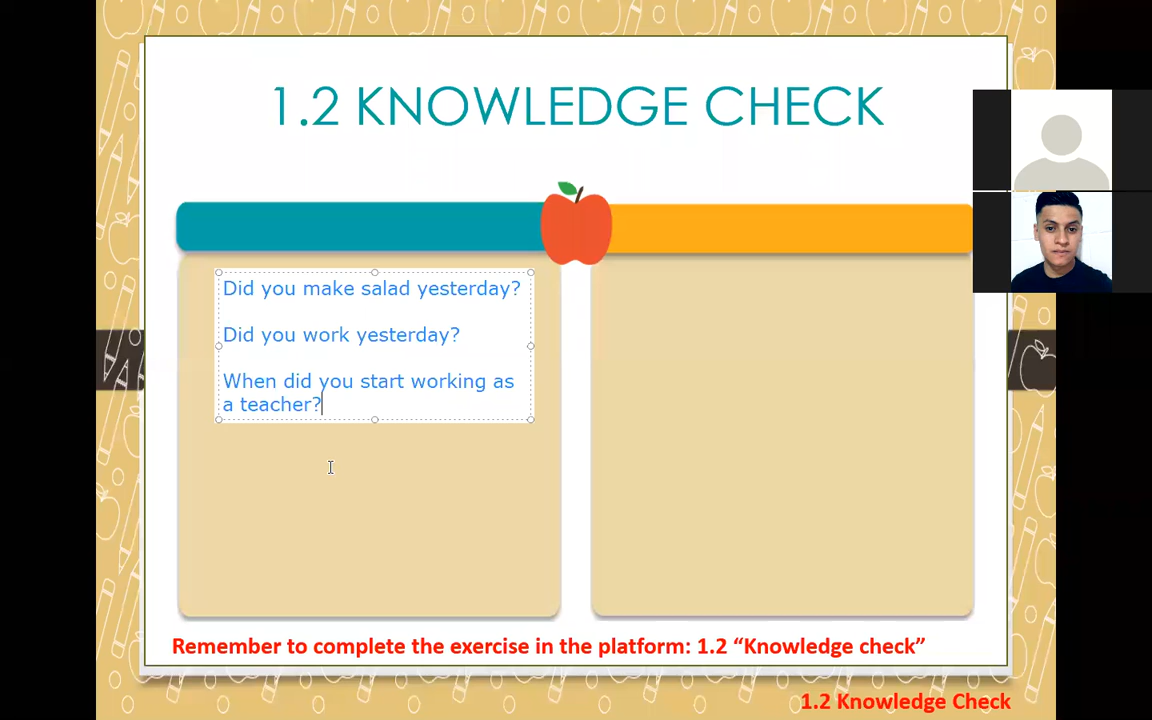 1.2 KNOWLEDGE CHECK
Did you make salad yesterday?
Did you work yesterday?
When did you start working as
a teacher?
Remember to complete the exercise in the platform: 1.2 “Knowledge check”
1.2 Knowledge Check